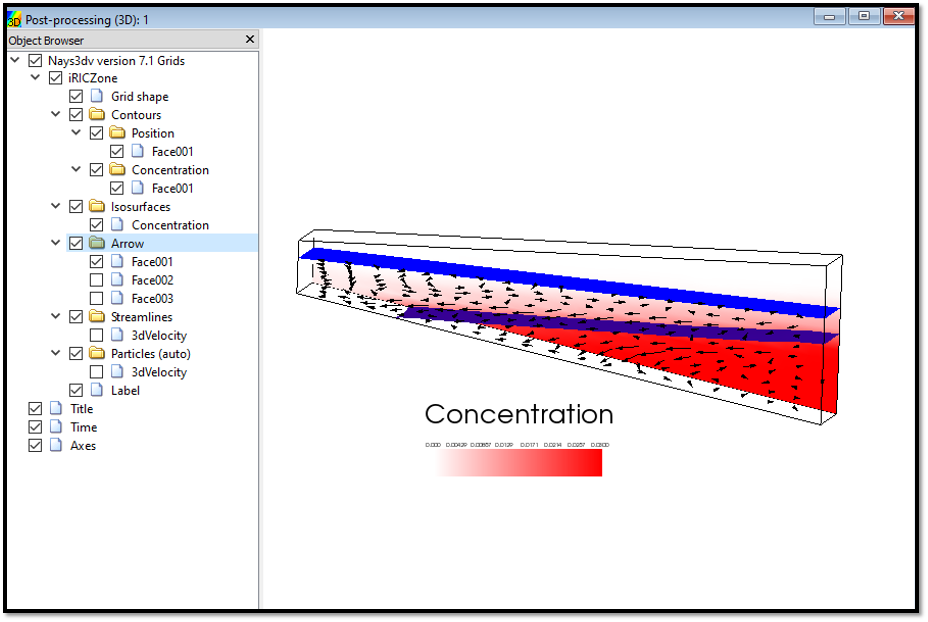 3D Post-processing (3D): 1
Object Browser
Nays3dv version 7.1 Grids
iRICZone
Grid shape
Contours
Position
Face001
Concentration
Face001
Isosurfaces
Concentration
Arrow
Face001
Face002
Face003
Streamlines
3dVelocity
Particles (auto)
3dVelocity
Label
Title
Time
Axes
Concentration
0.000 0.00429 0.00857 0.0129 0.0171 0.0214 0.0257 0.0300